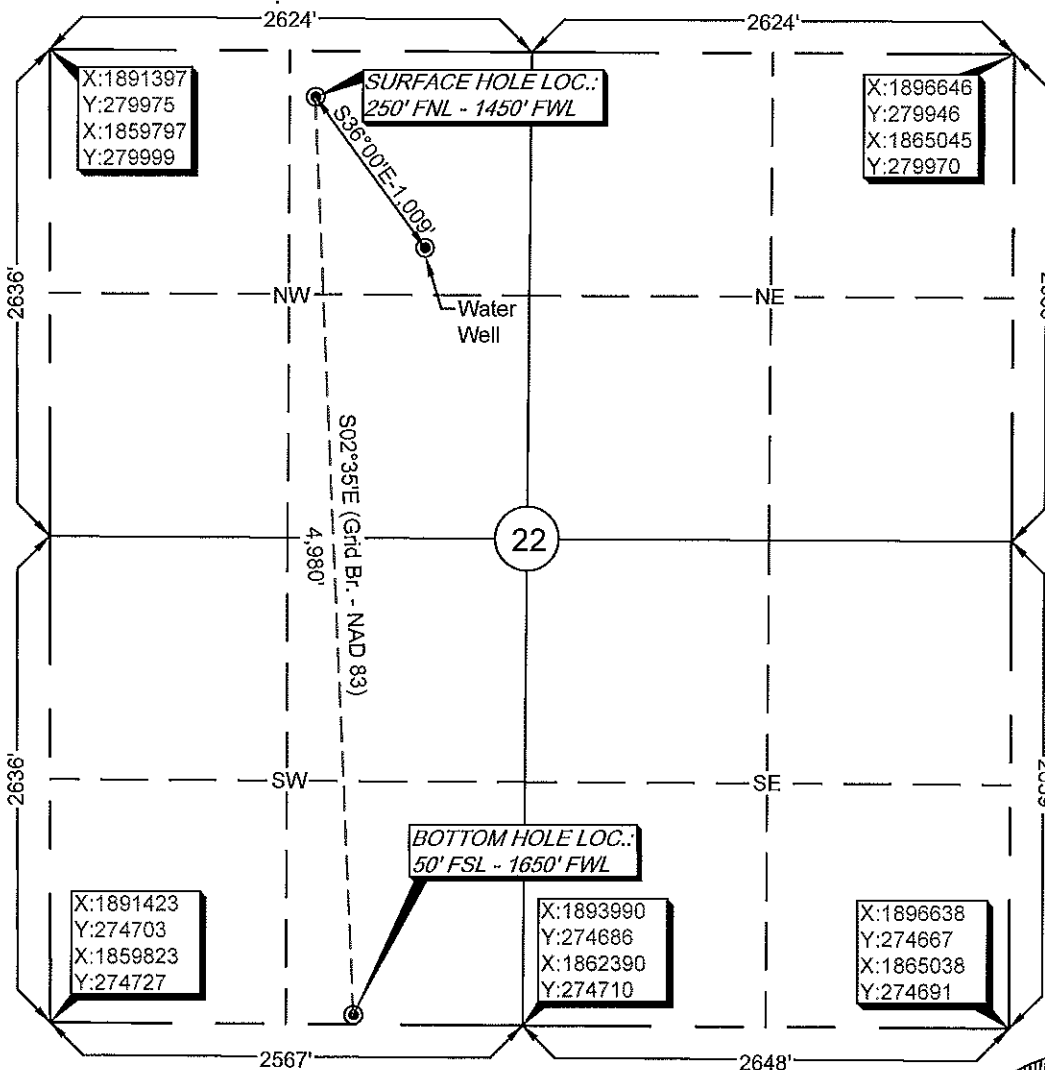 2624'
2624'
X:1891397
Y:279975
X:1859797
Y:279999
SURFACE HOLE LOC.:
250' FNL - 1450' FWL
X:1896646
Y:279946
X:1865045
Y:279970
S36°00'E-1,009'
2636'
NW
NE
Water
Well
S02°35'E (Grid Br. - NAD 83)
4,980'
22
2636'
SW
SE
BOTTOM HOLE LOC.:
50' FSL - 1650' FWL
X:1891423
Y:274703
X:1859823
Y:274727
X:1893990
Y:274686
X:1862390
Y:274710
X:1896638
Y:274667
X:1865038
Y:274691
2567'
2648'